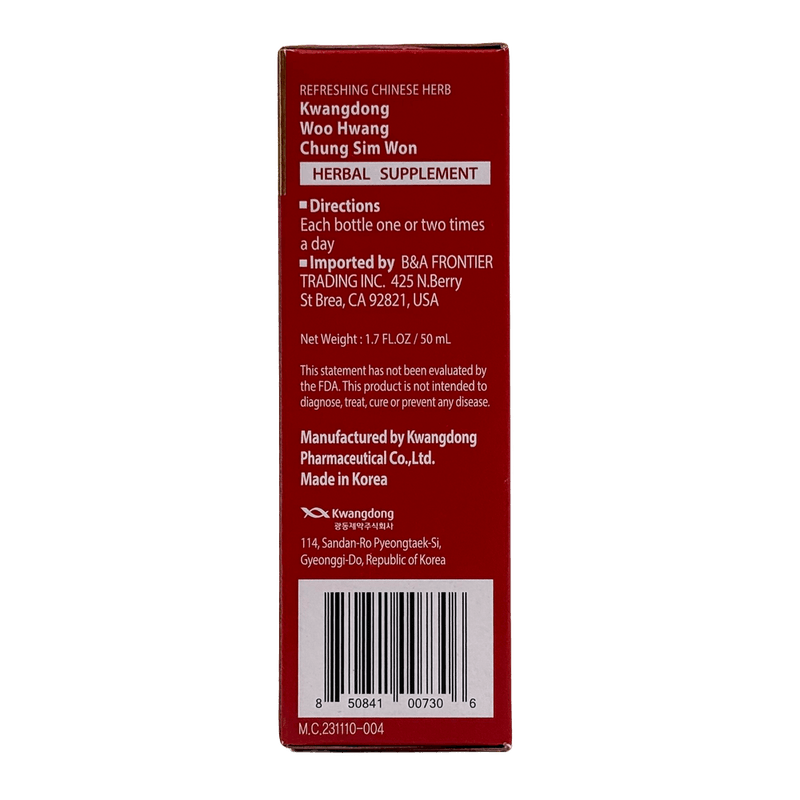 REFRESHING CHINESE HERB
Kwangdong
Woo Hwang
Chung Sim Won
HERBAL SUPPLEMENT
■ Directions
Each bottle one or two times
a day
■ Imported by B&A FRONTIER
TRADING INC. 425 N.Berry
St Brea, CA 92821, USA
Net Weight : 1.7 FL.OZ / 50 mL
This statement has not been evaluated by
the FDA. This product is not intended to
diagnose, treat, cure or prevent any disease.
Manufactured by Kwangdong
Pharmaceutical Co.,Ltd.
Made in Korea
Kwangdong
광동제약주식회사
114, Sandan-Ro Pyeongtaek-Si,
Gyeonggi-Do, Republic of Korea
8 50841 00730 6
M.C.231110-004